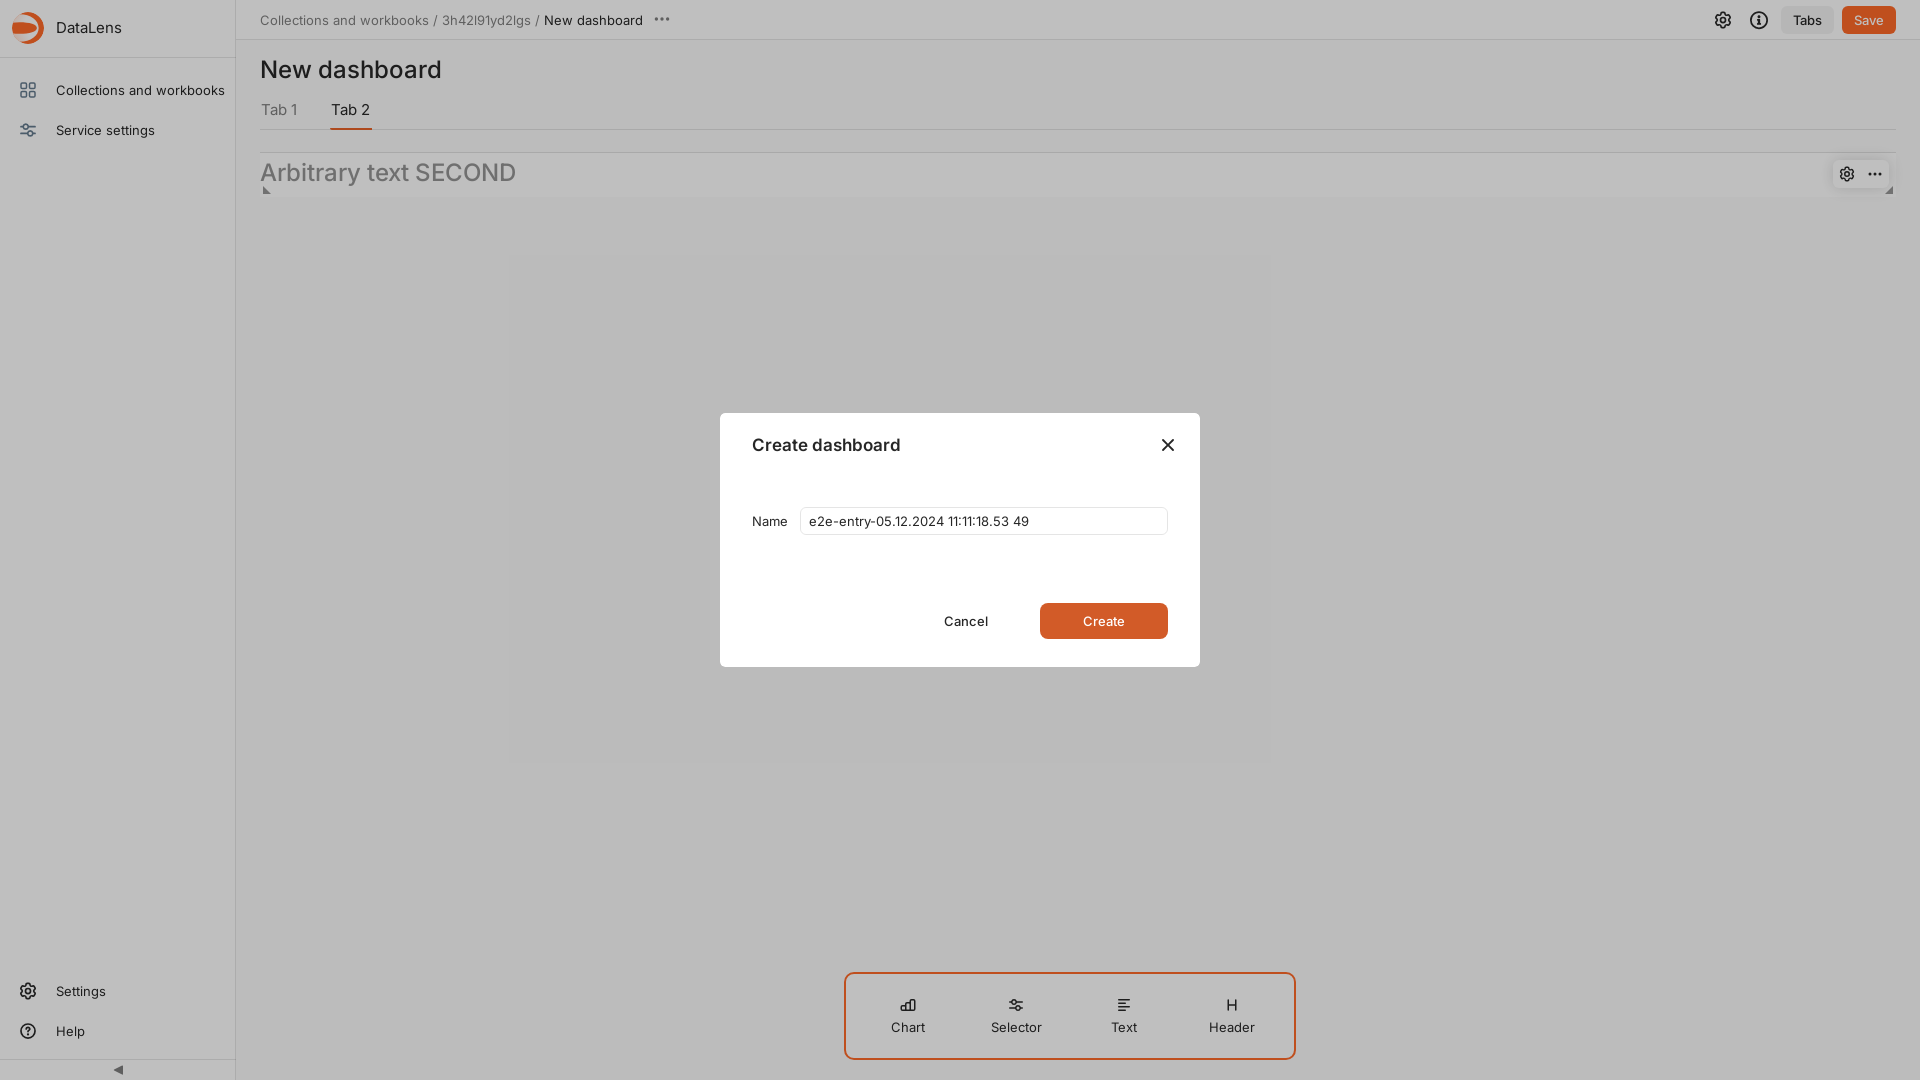 DataLens
Collections and workbooks / 3h42l91yd2lgs / New dashboard
Tabs
Save
Collections and workbooks
Service settings
New dashboard
Tab 1
Tab 2
Arbitrary text SECOND
Create dashboard
Name
e2e-entry-05.12.2024 11:11:18.53 49
Cancel
Create
Chart
Selector
Text
H
Header
Settings
Help